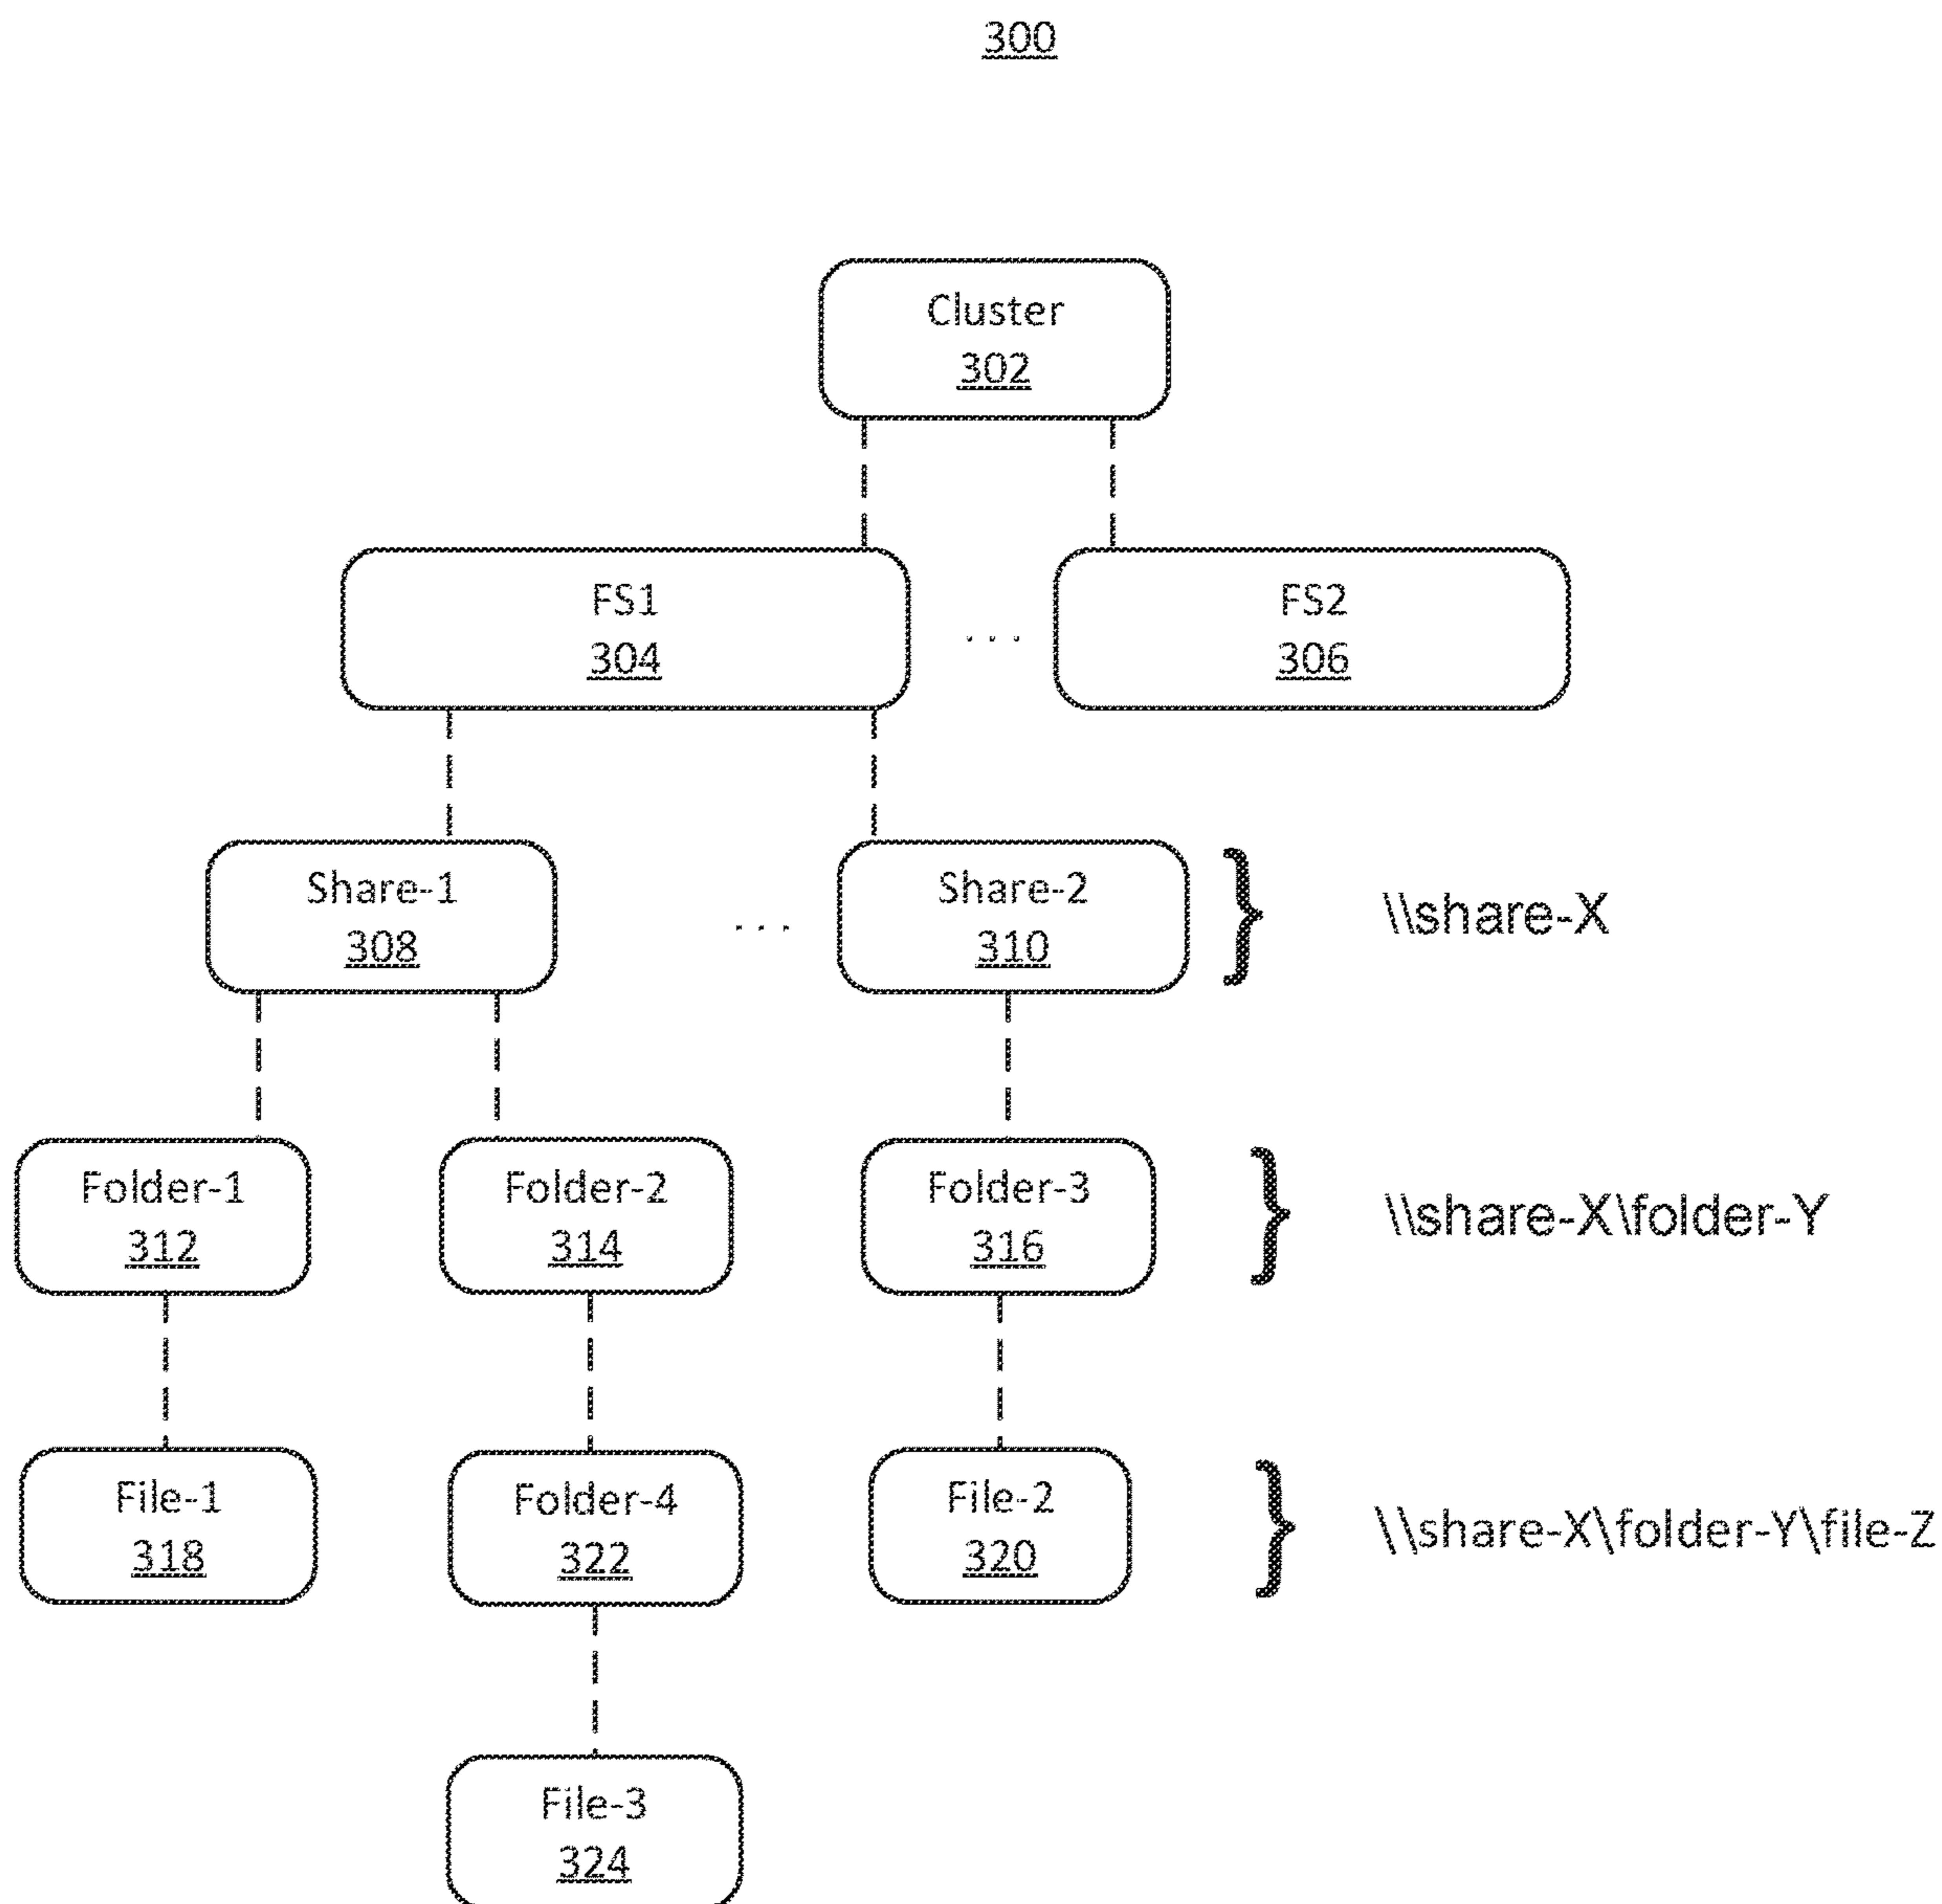 300
Cluster
302
FS1
304
. . .
FS2
306
Share-1
308
. . .
Share-2
310
} \\share-X
Folder-1
312
Folder-2
314
Folder-3
316
} \\share-X\folder-Y
File-1
318
Folder-4
322
File-2
320
} \\share-X\folder-Y\file-Z
File-3
324